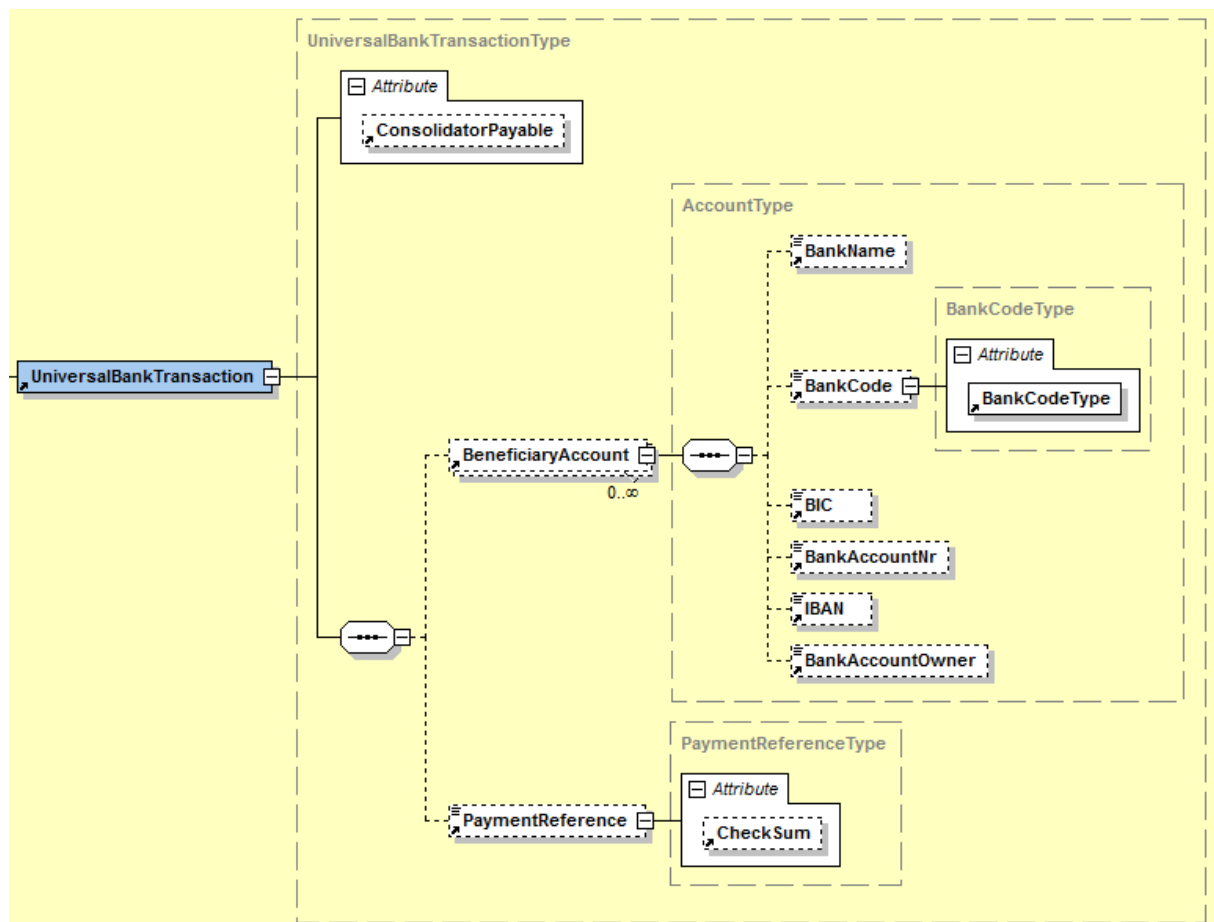 UniversalBankTransactionType
Attribute
ConsolidatorPayable
AccountType
BankName
BankCodeType
Attribute
BankCodeType
BankCode
UniversalBankTransaction
BeneficiaryAccount
0..∞
BIC
BankAccountNr
IBAN
BankAccountOwner
PaymentReferenceType
Attribute
CheckSum
PaymentReference